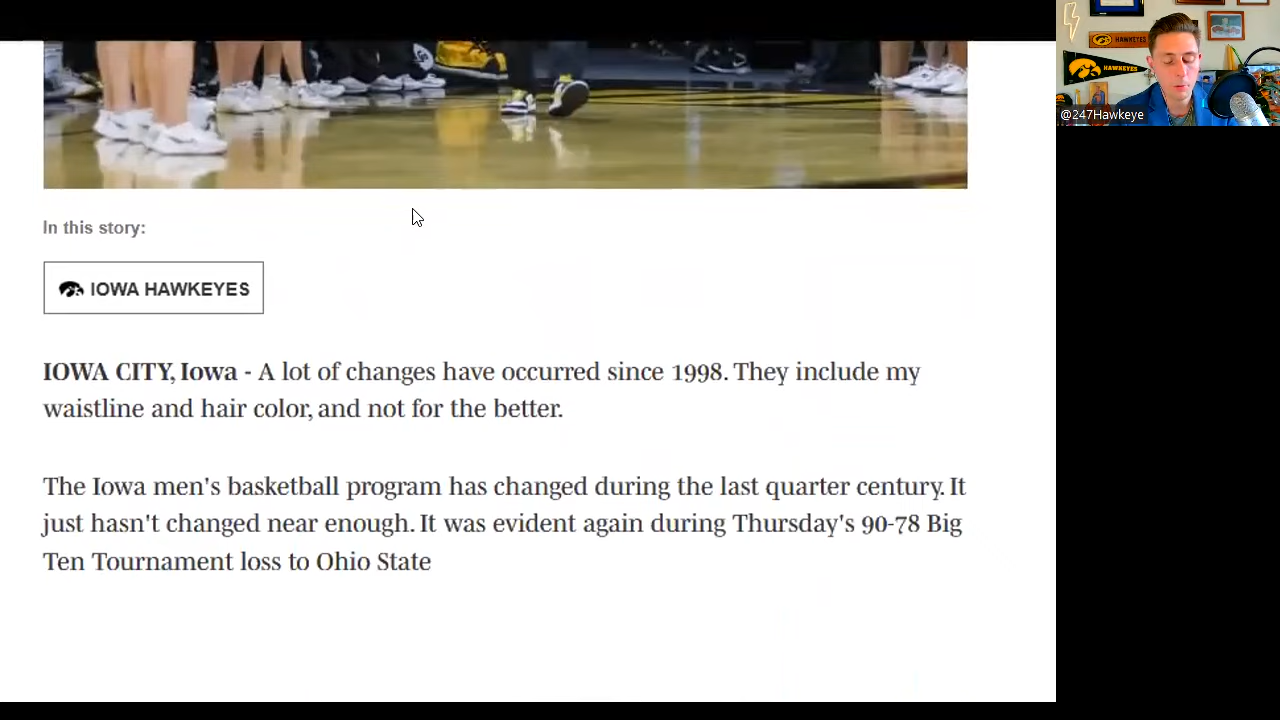 HAWKEYES
HAWKEYES
@247Hawkeye
In this story:
IOWA HAWKEYES
IOWA CITY, Iowa - A lot of changes have occurred since 1998. They include my
waistline and hair color, and not for the better.
The Iowa men's basketball program has changed during the last quarter century. It
just hasn't changed near enough. It was evident again during Thursday's 90-78 Big
Ten Tournament loss to Ohio State